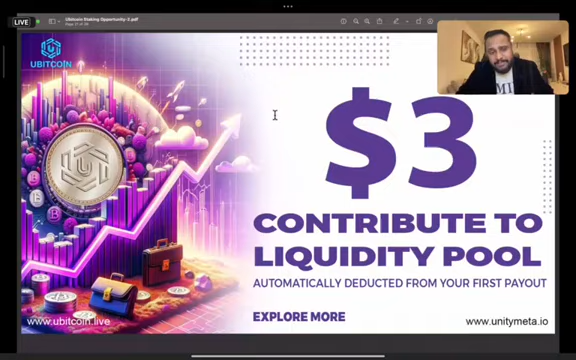 LIVE
Ubitcoin Staking Opportunity-2.pdf
UBITCOIN
$3
CONTRIBUTE TO
LIQUIDITY POOL
AUTOMATICALLY DEDUCTED FROM YOUR FIRST PAYOUT
EXPLORE MORE
www.ubitcoin.live
www.unitymeta.io